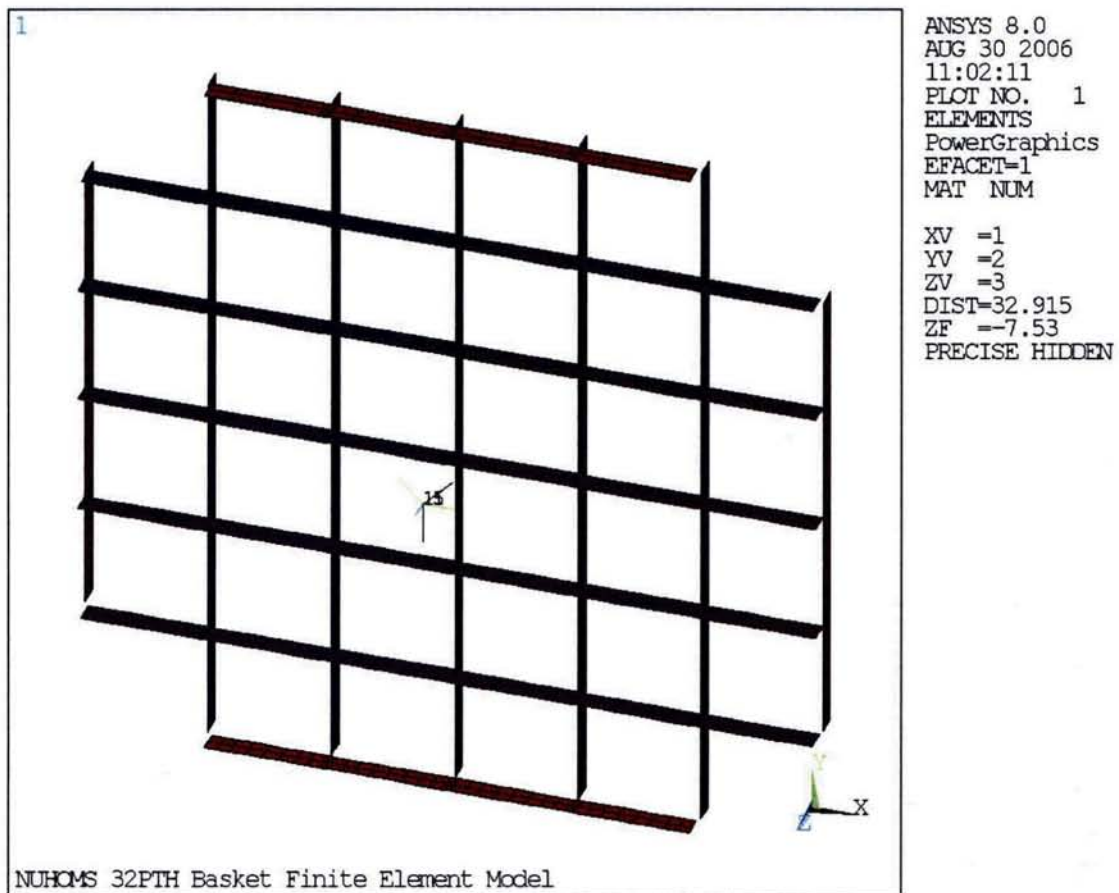 1
ANSYS 8.0
AUG 30 2006
11:02:11
PLOT NO. 1
ELEMENTS
PowerGraphics
EFACET=1
MAT NUM
XV =1
YV =2
ZV =3
DIST=32.915
ZF =-7.53
PRECISE HIDDEN
Y
X
Z
NUHOMS 32PTH Basket Finite Element Model